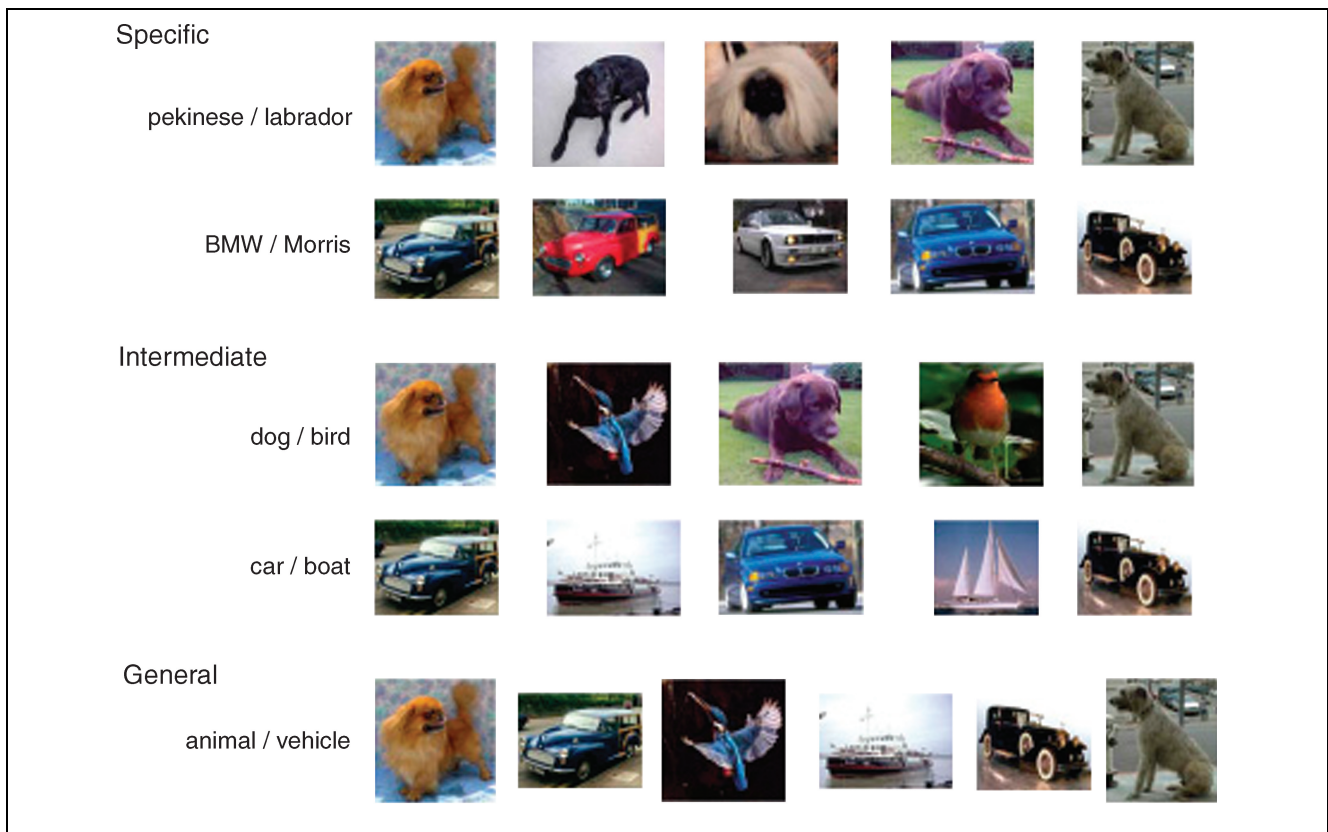 Specific
pekinese / labrador
BMW / Morris
Intermediate
dog / bird
car / boat
General
animal / vehicle